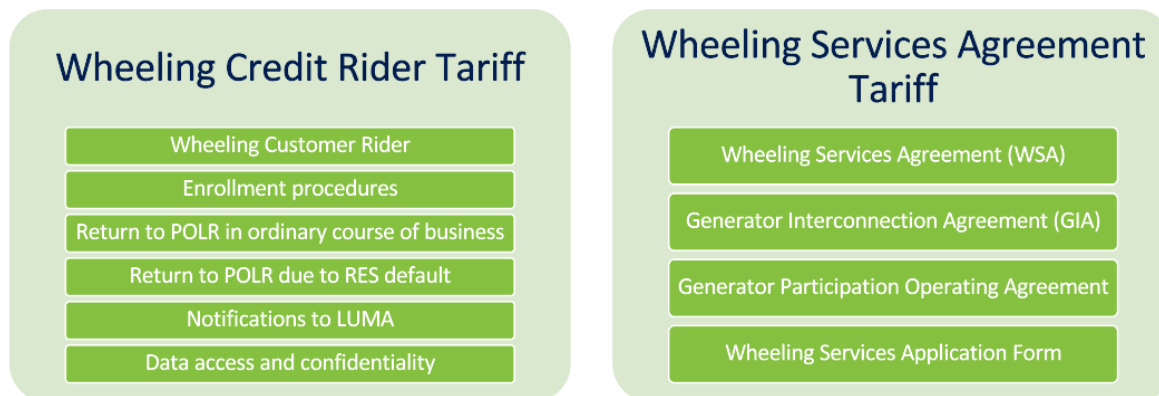 Wheeling Credit Rider Tariff
Wheeling Customer Rider
Enrollment procedures
Return to POLR in ordinary course of business
Return to POLR due to RES default
Notifications to LUMA
Data access and confidentiality
Wheeling Services Agreement
Tariff
Wheeling Services Agreement (WSA)
Generator Interconnection Agreement (GIA)
Generator Participation Operating Agreement
Wheeling Services Application Form